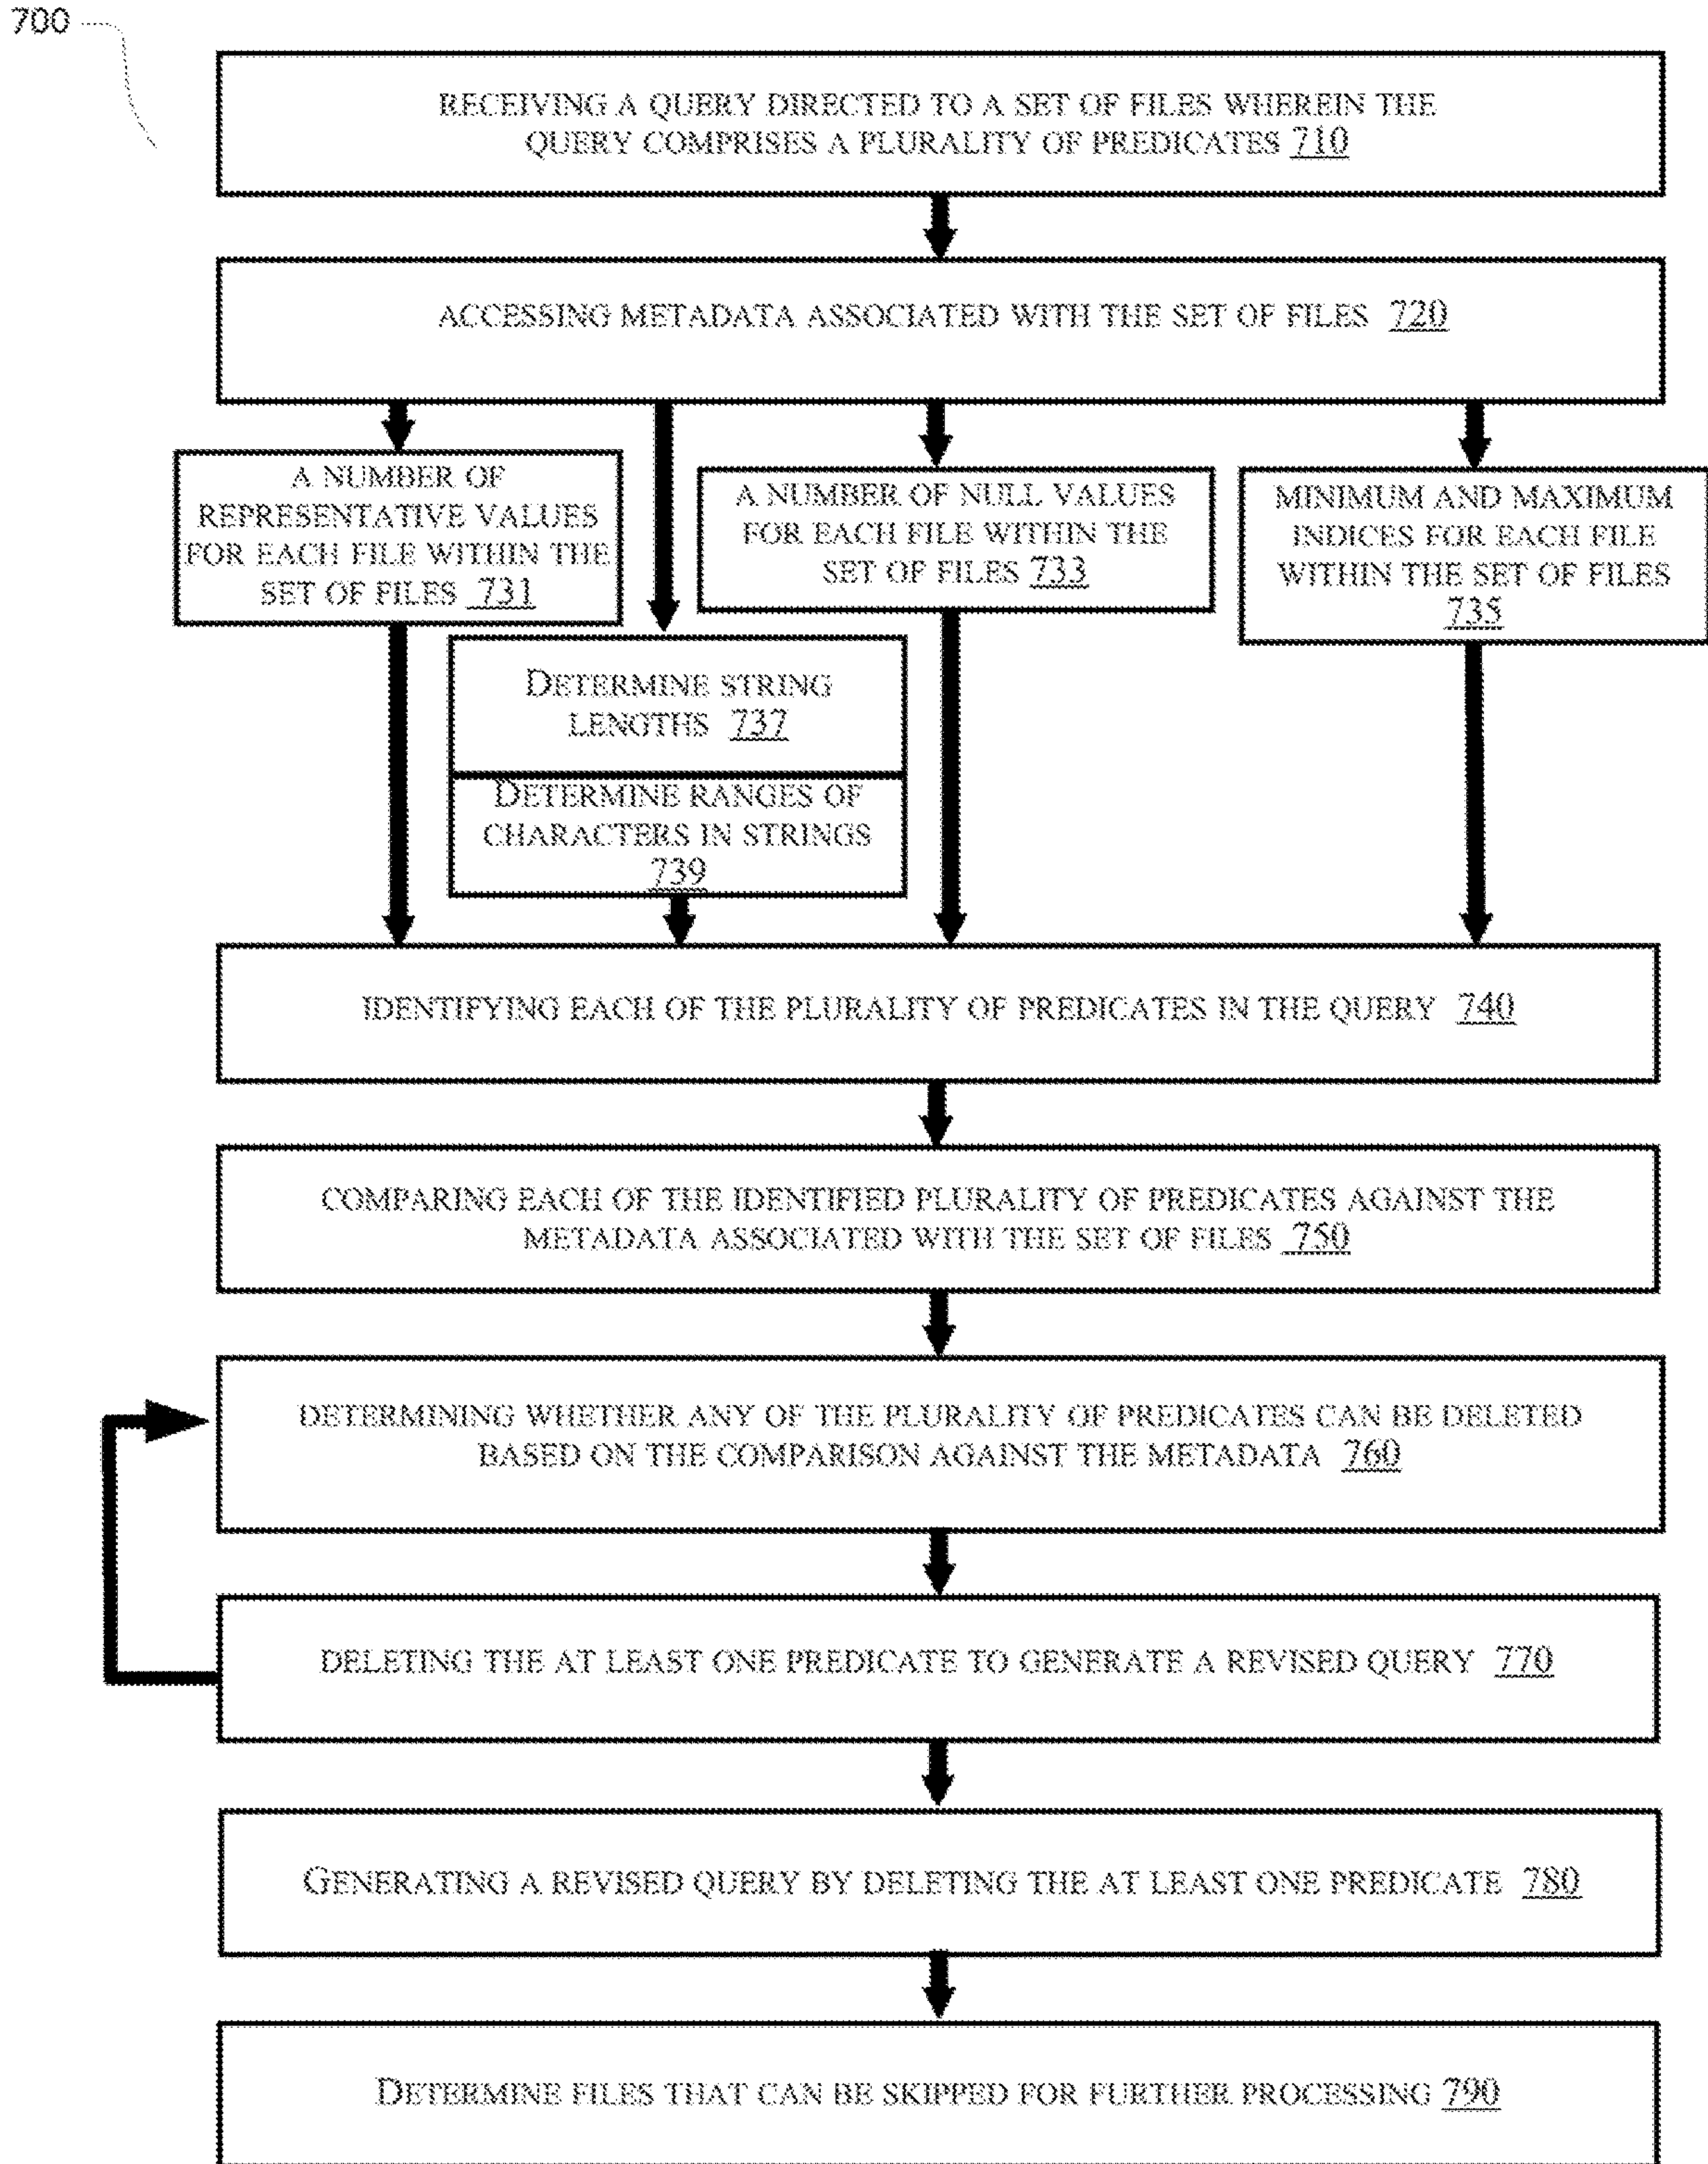 700
RECEIVING A QUERY DIRECTED TO A SET OF FILES WHEREIN THE
QUERY COMPRISES A PLURALITY OF PREDICATES 710
ACCESSING METADATA ASSOCIATED WITH THE SET OF FILES 720
A NUMBER OF
REPRESENTATIVE VALUES
FOR EACH FILE WITHIN THE
SET OF FILES 731
A NUMBER OF NULL VALUES
FOR EACH FILE WITHIN THE
SET OF FILES 733
MINIMUM AND MAXIMUM
INDICES FOR EACH FILE
WITHIN THE SET OF FILES
735
DETERMINE STRING
LENGTHS 737
DETERMINE RANGES OF
CHARACTERS IN STRINGS
739
IDENTIFYING EACH OF THE PLURALITY OF PREDICATES IN THE QUERY 740
COMPARING EACH OF THE IDENTIFIED PLURALITY OF PREDICATES AGAINST THE
METADATA ASSOCIATED WITH THE SET OF FILES 750
DETERMINING WHETHER ANY OF THE PLURALITY OF PREDICATES CAN BE DELETED
BASED ON THE COMPARISON AGAINST THE METADATA 760
DELETING THE AT LEAST ONE PREDICATE TO GENERATE A REVISED QUERY 770
GENERATING A REVISED QUERY BY DELETING THE AT LEAST ONE PREDICATE 780
DETERMINE FILES THAT CAN BE SKIPPED FOR FURTHER PROCESSING 790